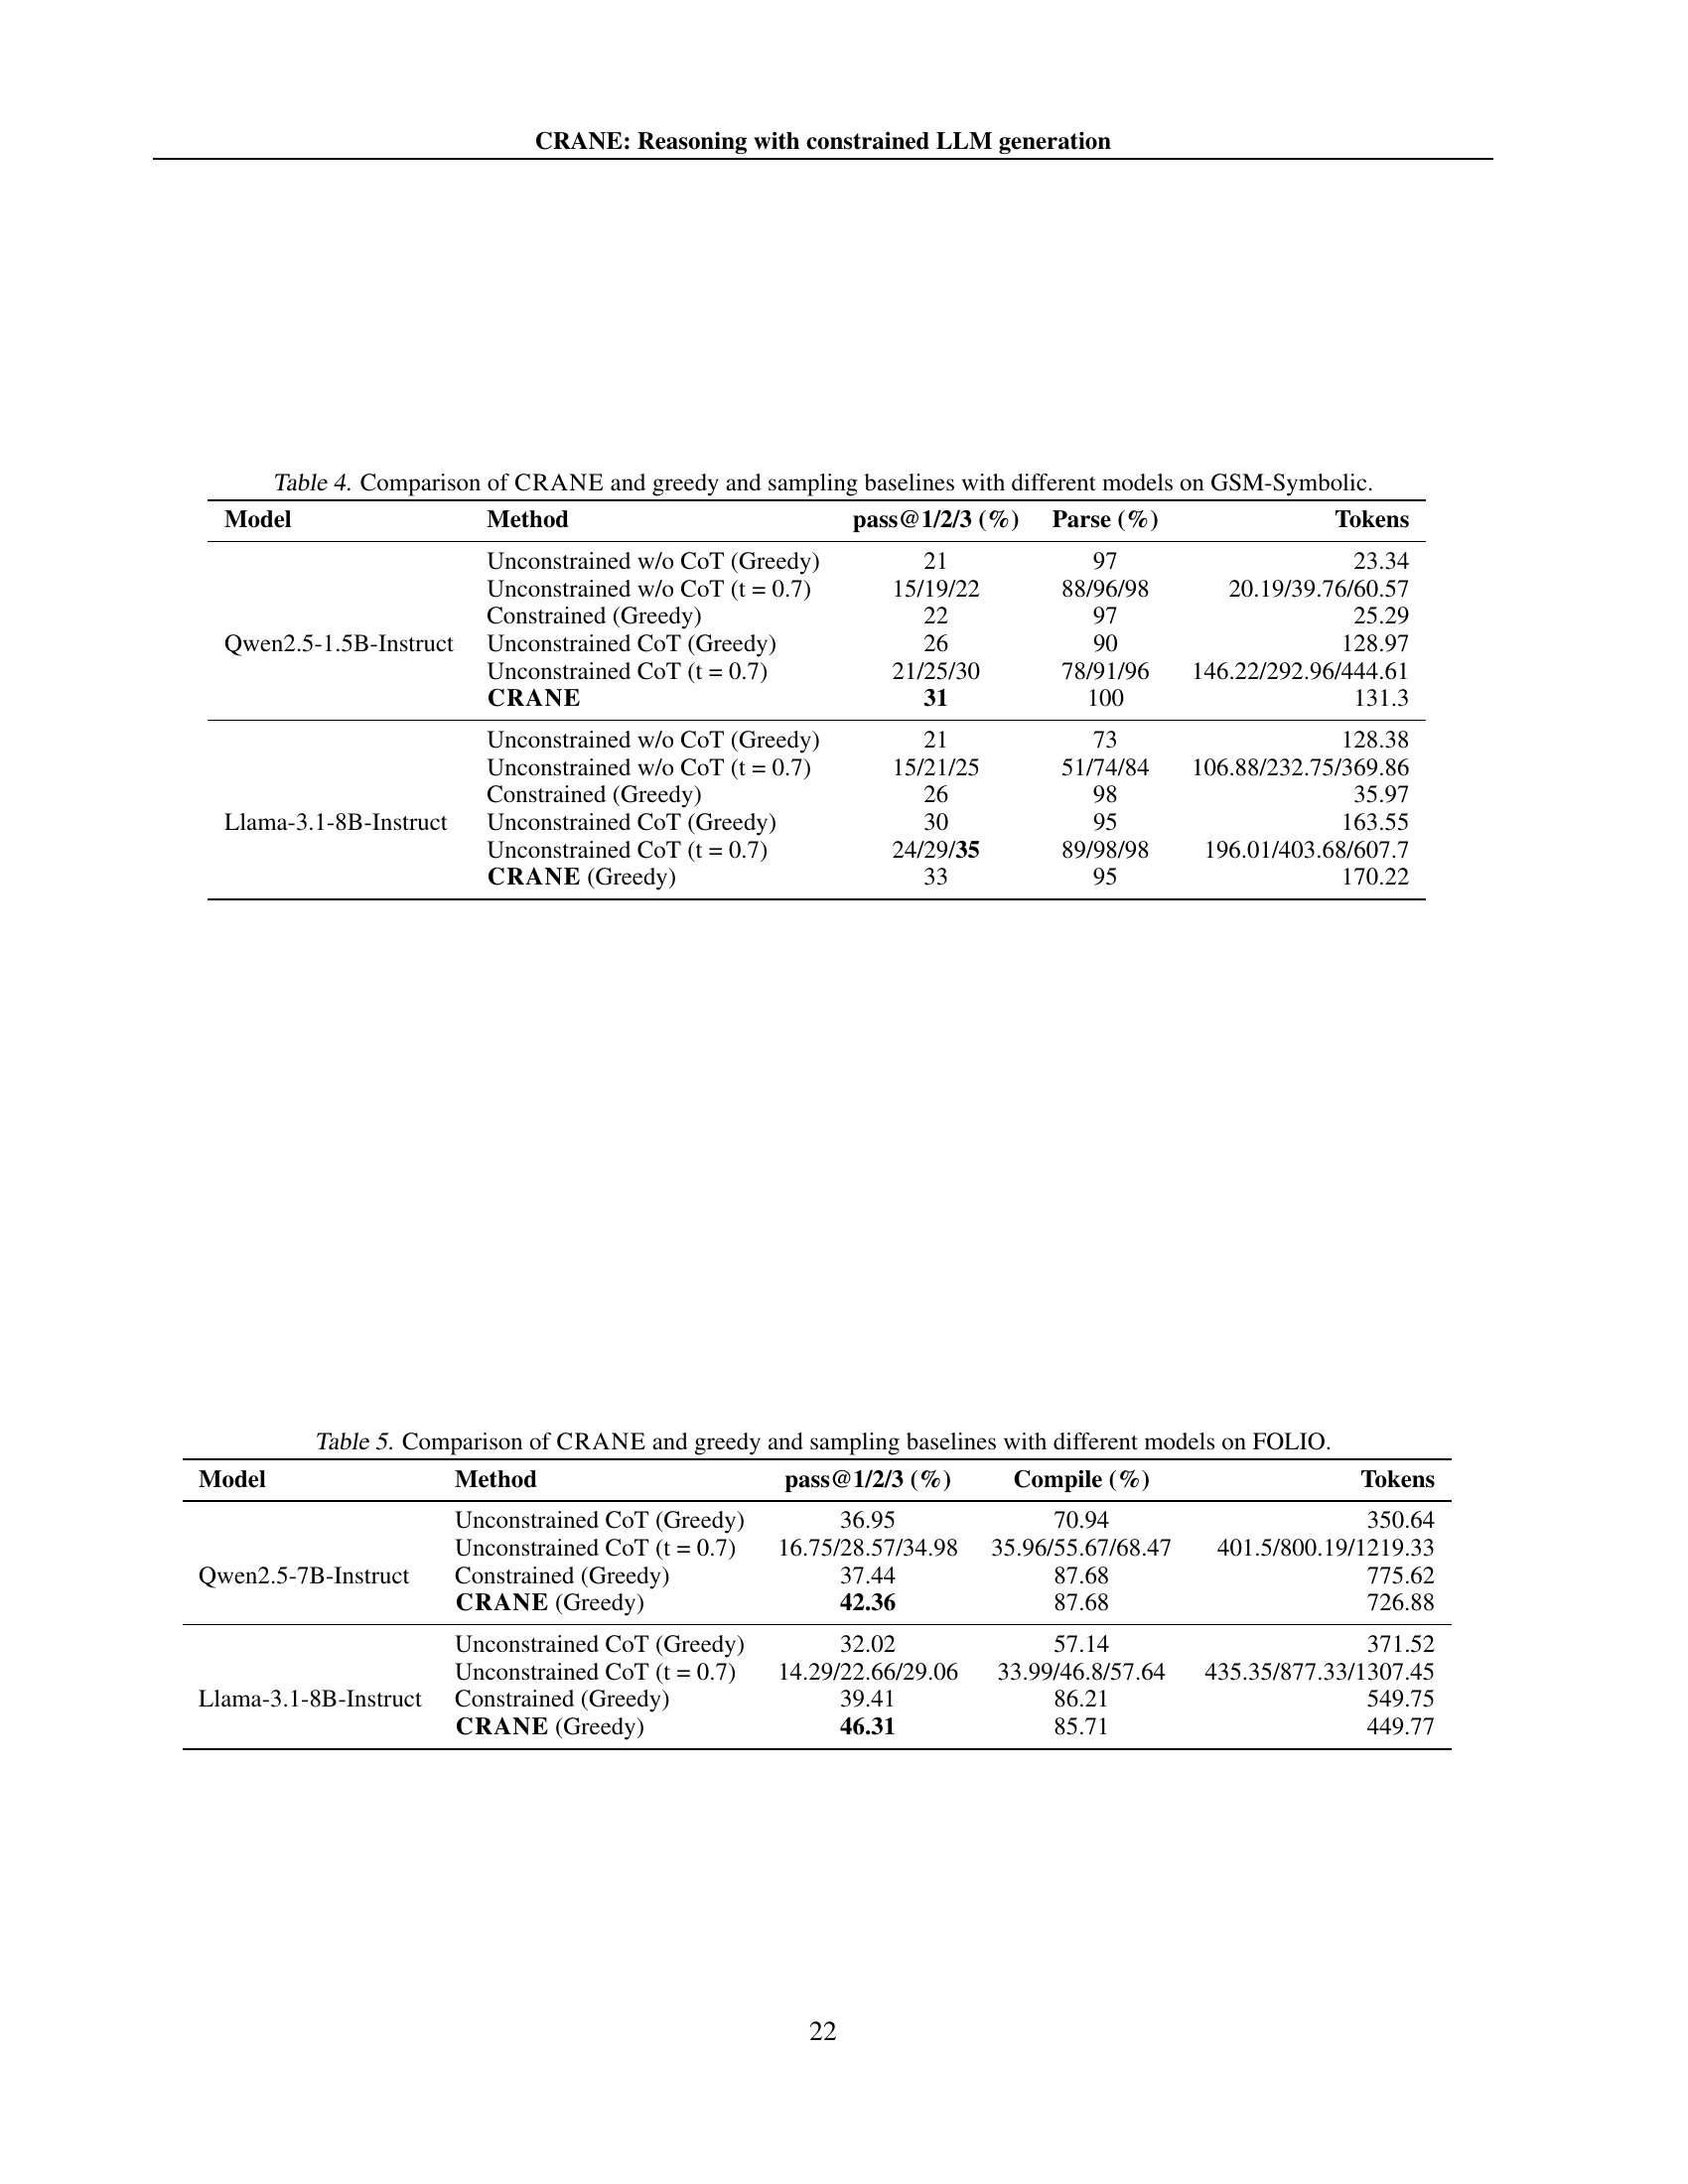 CRANE: Reasoning with constrained LLM generation
Table 4. Comparison of CRANE and greedy and sampling baselines with different models on GSM-Symbolic.
Model Method pass@1/2/3 (%) Parse (%) Tokens
Unconstrained w/o CoT (Greedy) 21 97 23.34
Unconstrained w/o CoT (t = 0.7) 15/19/22 88/96/98 20.19/39.76/60.57
Constrained (Greedy) 22 97 25.29
Qwen2.5-1.5B-Instruct Unconstrained CoT (Greedy) 26 90 128.97
Unconstrained CoT (t = 0.7) 21/25/30 78/91/96 146.22/292.96/444.61
CRANE 31 100 131.3
Unconstrained w/o CoT (Greedy) 21 73 128.38
Unconstrained w/o CoT (t = 0.7) 15/21/25 51/74/84 106.88/232.75/369.86
Constrained (Greedy) 26 98 35.97
Llama-3.1-8B-Instruct Unconstrained CoT (Greedy) 30 95 163.55
Unconstrained CoT (t = 0.7) 24/29/35 89/98/98 196.01/403.68/607.7
CRANE (Greedy) 33 95 170.22
Table 5. Comparison of CRANE and greedy and sampling baselines with different models on FOLIO.
Model Method pass@1/2/3 (%) Compile (%) Tokens
Unconstrained CoT (Greedy) 36.95 70.94 350.64
Unconstrained CoT (t = 0.7) 16.75/28.57/34.98 35.96/55.67/68.47 401.5/800.19/1219.33
Qwen2.5-7B-Instruct Constrained (Greedy) 37.44 87.68 775.62
CRANE (Greedy) 42.36 87.68 726.88
Unconstrained CoT (Greedy) 32.02 57.14 371.52
Unconstrained CoT (t = 0.7) 14.29/22.66/29.06 33.99/46.8/57.64 435.35/877.33/1307.45
Llama-3.1-8B-Instruct Constrained (Greedy) 39.41 86.21 549.75
CRANE (Greedy) 46.31 85.71 449.77
22